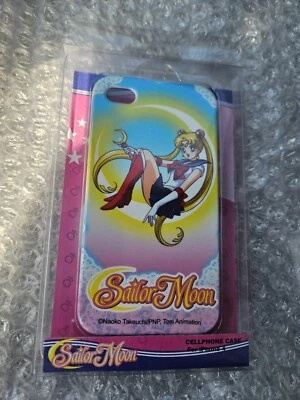 Sailor Moon
©Naoko Takeuchi/PNP, Toei Animation
Sailor Moon
CELLPHONE CASE